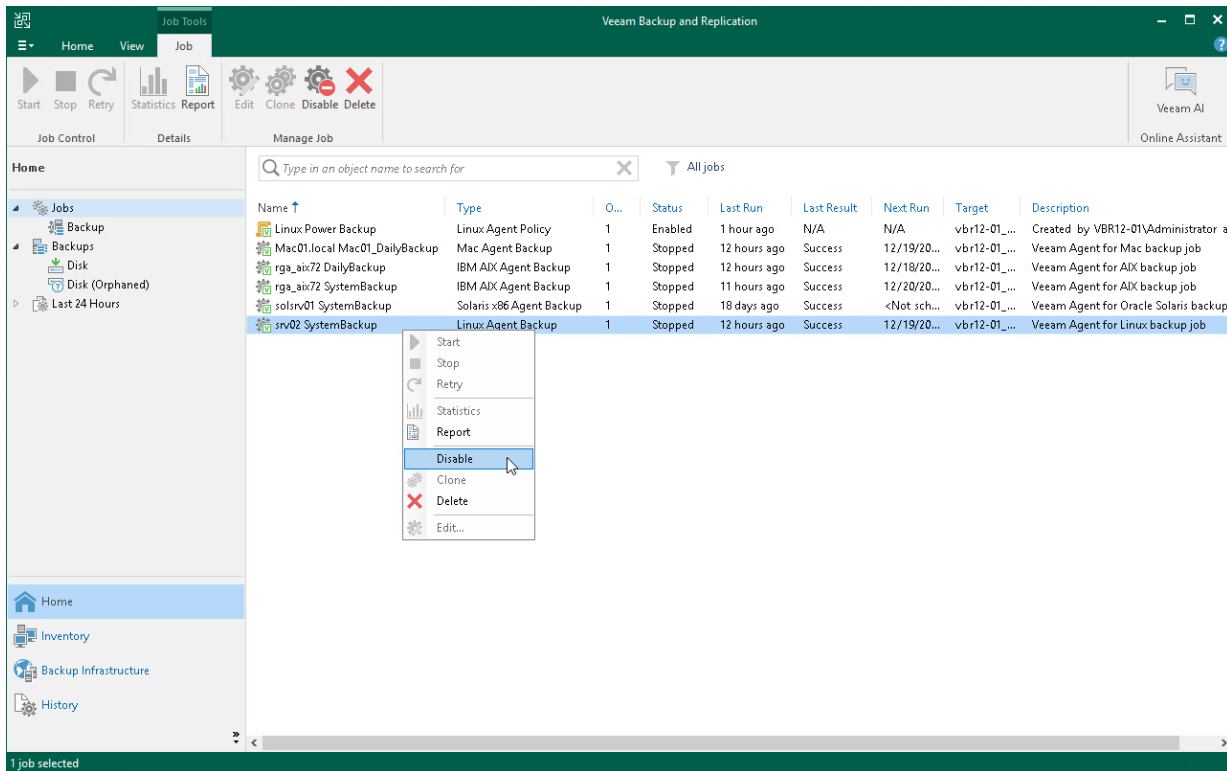 Job Tools
Veeam Backup and Replication
Home View Job
Start Stop Retry Statistics Report Edit Clone Disable Delete
Veeam AI
Job Control Details Manage Job Online Assistant
Home
Type in an object name to search for
All jobs
Jobs
Backup
Backups
Disk
Disk (Orphaned)
Last 24 Hours
Name Type O... Status Last Run Last Result Next Run Target Description
Linux Power Backup Linux Agent Policy 1 Enabled 1 hour ago N/A N/A vbr12-01_... Created by VBR12-01\Administrator a
Mac01.local Mac01_DailyBackup Mac Agent Backup 1 Stopped 12 hours ago Success 12/19/20... vbr12-01_... Veeam Agent for Mac backup job
rga_aix72 DailyBackup IBM AIX Agent Backup 1 Stopped 12 hours ago Success 12/18/20... vbr12-01_... Veeam Agent for AIX backup job
rga_aix72 SystemBackup IBM AIX Agent Backup 1 Stopped 11 hours ago Success 12/20/20... vbr12-01_... Veeam Agent for AIX backup job
solsrv01 SystemBackup Solaris x86 Agent Backup 1 Stopped 18 days ago Success <Not sch... vbr12-01_... Veeam Agent for Oracle Solaris backup
srv02 SystemBackup Linux Agent Backup 1 Stopped 12 hours ago Success 12/19/20... vbr12-01_... Veeam Agent for Linux backup job
Start
Stop
Retry
Statistics
Report
Disable
Clone
Delete
Edit...
Home
Inventory
Backup Infrastructure
History
1 job selected